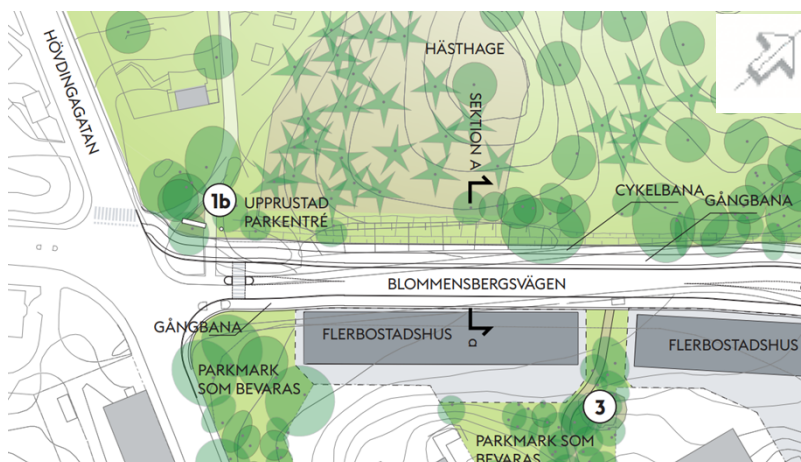 HÖVDINGAGATAN
HÄSTHAGE
SEKTION A
1b
UPPRUSTAD
PARKENTRÉ
CYKELBANA
GÅNGBANA
BLOMMENSBERGSVÄGEN
GÅNGBANA
FLERBOSTADSHUS
FLERBOSTADSHUS
PARKMARK
SOM BEVARAS
3
PARKMARK SOM
BEVARAS